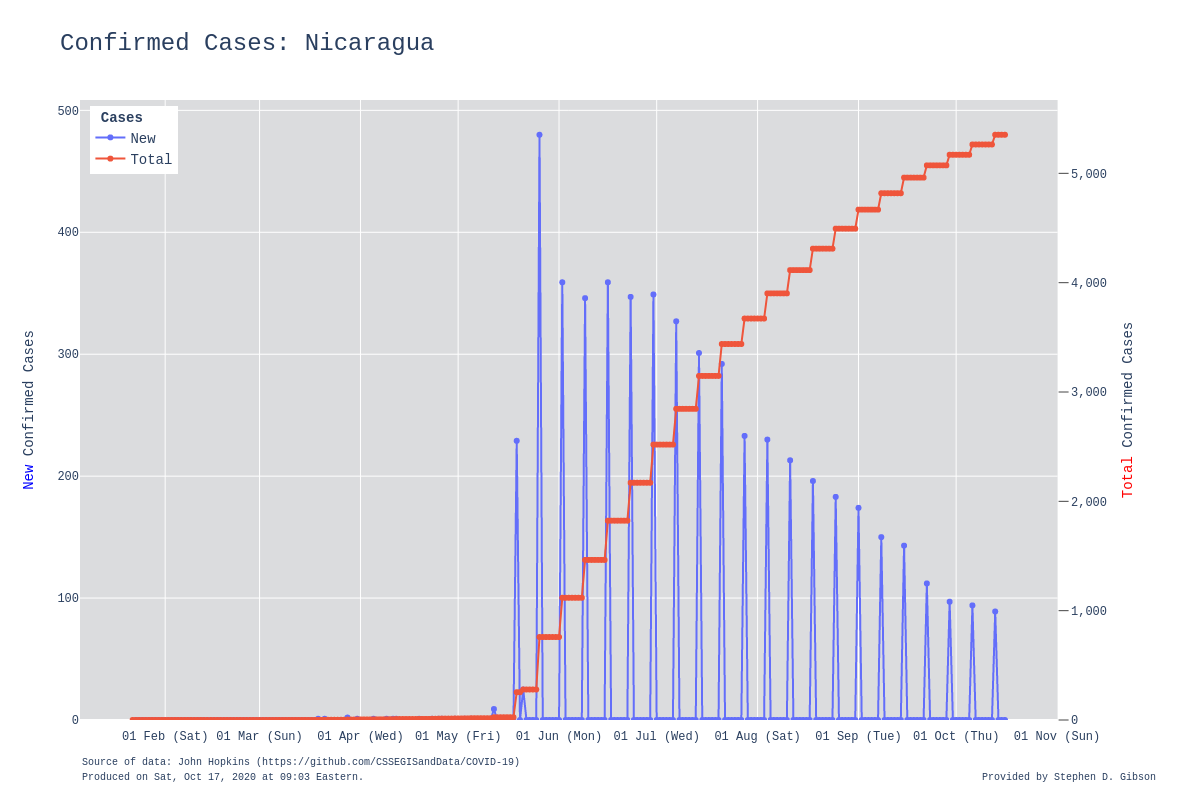 Confirmed Cases: Nicaragua
Cases
New
Total
500
400
300
200
100
0
5,000
4,000
3,000
2,000
1,000
0
New Confirmed Cases
Total Confirmed Cases
01 Feb (Sat) 01 Mar (Sun) 01 Apr (Wed) 01 May (Fri) 01 Jun (Mon) 01 Jul (Wed) 01 Aug (Sat) 01 Sep (Tue) 01 Oct (Thu) 01 Nov (Sun)
Source of data: John Hopkins (https://github.com/CSSEGISandData/COVID-19)
Produced on Sat, Oct 17, 2020 at 09:03 Eastern.
Provided by Stephen D. Gibson